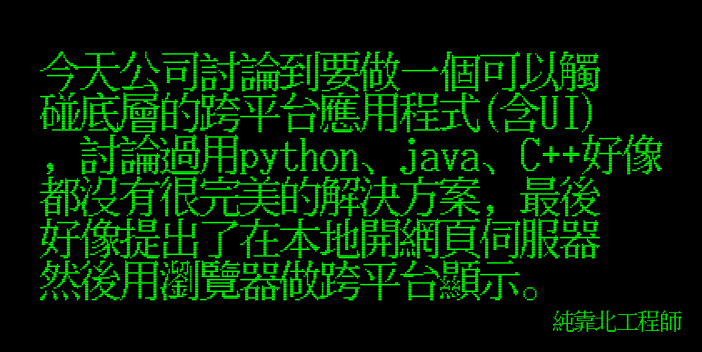 今天公司討論到要做一個可以觸
碰底層的跨平台應用程式(含UI)
，討論過用python、java、C++好像
都沒有很完美的解決方案，最後
好像提出了在本地開網頁伺服器
然後用瀏覽器做跨平台顯示。
純靠北工程師